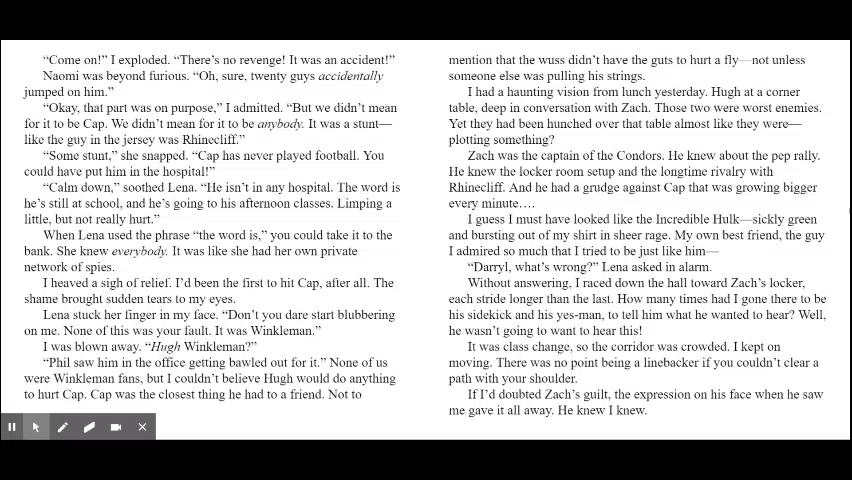 “Come on!” I exploded. “There’s no revenge! It was an accident!”
Naomi was beyond furious. “Oh, sure, twenty guys accidentally
jumped on him.”
“Okay, that part was on purpose,” I admitted. “But we didn’t mean
for it to be Cap. We didn’t mean for it to be anybody. It was a stunt—
like the guy in the jersey was Rhinecliff.”
“Some stunt,” she snapped. “Cap has never played football. You
could have put him in the hospital!”
“Calm down,” soothed Lena. “He isn’t in any hospital. The word is
he’s still at school, and he’s going to his afternoon classes. Limping a
little, but not really hurt.”
When Lena used the phrase “the word is,” you could take it to the
bank. She knew everybody. It was like she had her own private
network of spies.
I heaved a sigh of relief. I’d been the first to hit Cap, after all. The
shame brought sudden tears to my eyes.
Lena stuck her finger in my face. “Don’t you dare start blubbering
on me. None of this was your fault. It was Winkleman.”
I was blown away. “Hugh Winkleman?”
“Phil saw him in the office getting bawled out for it.” None of us
were Winkleman fans, but I couldn’t believe Hugh would do anything
to hurt Cap. Cap was the closest thing he had to a friend. Not to
mention that the wuss didn’t have the guts to hurt a fly—not unless
someone else was pulling his strings.
I had a haunting vision from lunch yesterday. Hugh at a corner
table, deep in conversation with Zach. Those two were worst enemies.
Yet they had been hunched over that table almost like they were—
plotting something?
Zach was the captain of the Condors. He knew about the pep rally.
He knew the locker room setup and the longtime rivalry with
Rhinecliff. And he had a grudge against Cap that was growing bigger
every minute….
I guess I must have looked like the Incredible Hulk—sickly green
and bursting out of my shirt in sheer rage. My own best friend, the guy
I admired so much that I tried to be just like him—
“Darryl, what’s wrong?” Lena asked in alarm.
Without answering, I raced down the hall toward Zach’s locker,
each stride longer than the last. How many times had I gone there to be
his sidekick and his yes-man, to tell him what he wanted to hear? Well,
he wasn’t going to want to hear this!
It was class change, so the corridor was crowded. I kept on
moving. There was no point being a linebacker if you couldn’t clear a
path with your shoulder.
If I’d doubted Zach’s guilt, the expression on his face when he saw
me gave it all away. He knew I knew.